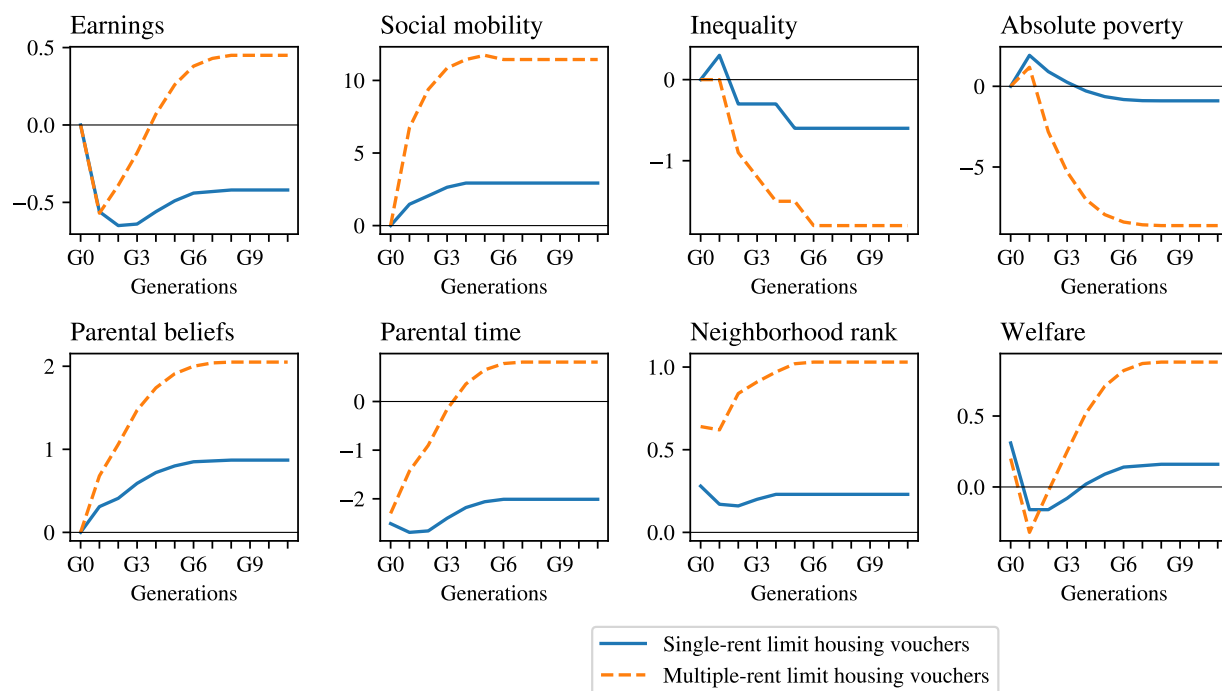 Earnings
0.5
0.0
−0.5
G0 G3 G6 G9
Generations
Social mobility
10
5
0
G0 G3 G6 G9
Generations
Inequality
0
−1
G0 G3 G6 G9
Generations
Absolute poverty
0
−5
G0 G3 G6 G9
Generations
Parental beliefs
2
1
0
G0 G3 G6 G9
Generations
Parental time
0
−1
−2
G0 G3 G6 G9
Generations
Neighborhood rank
1.0
0.5
0.0
G0 G3 G6 G9
Generations
Welfare
0.5
0.0
G0 G3 G6 G9
Generations
Single-rent limit housing vouchers
Multiple-rent limit housing vouchers